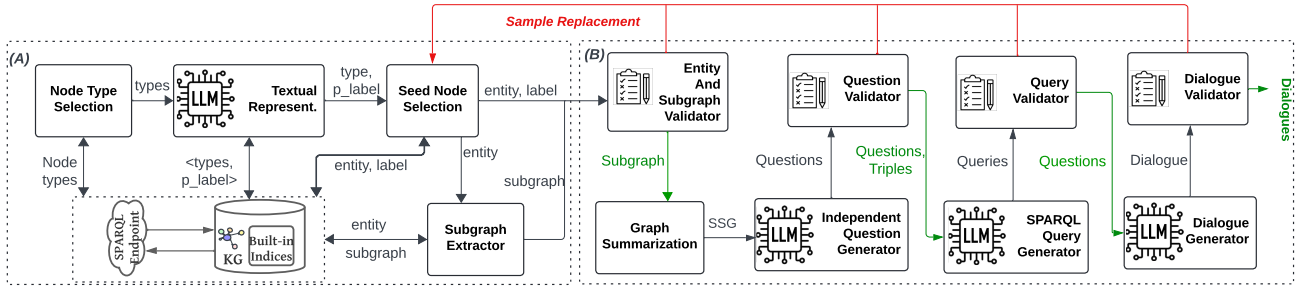 Sample Replacement
(A)
Node Type
Selection
types
LLM
Textual
Represent.
type,
p_label
Seed Node
Selection
entity, label
Node
types
<types,
p_label>
entity, label
entity
subgraph
SPARQL
Endpoint
KG
Built-in
Indices
entity
subgraph
Subgraph
Extractor
(B)
Entity
And
Subgraph
Validator
Subgraph
Graph
Summarization
SSG
LLM
Independent
Question
Generator
Questions
Question
Validator
Questions,
Triples
LLM
SPARQL
Query
Generator
Queries
Query
Validator
Questions
LLM
Dialogue
Generator
Dialogue
Dialogue
Validator
Dialogues